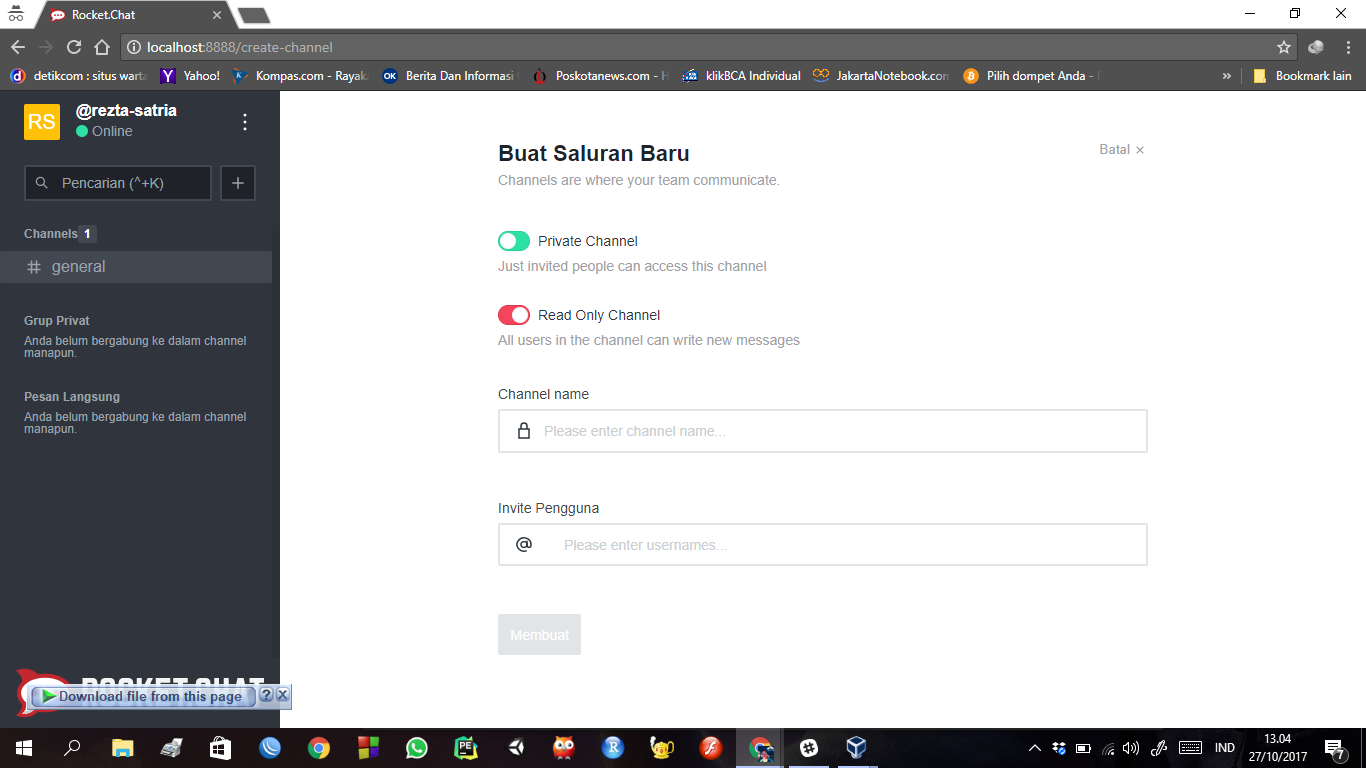 Rocket.Chat
localhost:8888/create-channel
detikcom : situs warta
Yahoo!
Kompas.com - Rayaka
Berita Dan Informasi
Poskotanews.com - H
klikBCA Individual
JakartaNotebook.com
Pilih dompet Anda -
»
Bookmark lain
RS
@rezta-satria
Online
Pencarian (^+K)
Channels 1
# general
Grup Privat
Anda belum bergabung ke dalam channel
manapun.
Pesan Langsung
Anda belum bergabung ke dalam channel
manapun.
ROCKET.CHAT
Download file from this page
?
Buat Saluran Baru
Batal ×
Channels are where your team communicate.
Private Channel
Just invited people can access this channel
Read Only Channel
All users in the channel can write new messages
Channel name
Please enter channel name...
Invite Pengguna
@ Please enter usernames...
Membuat
IND
13.04
27/10/2017
7